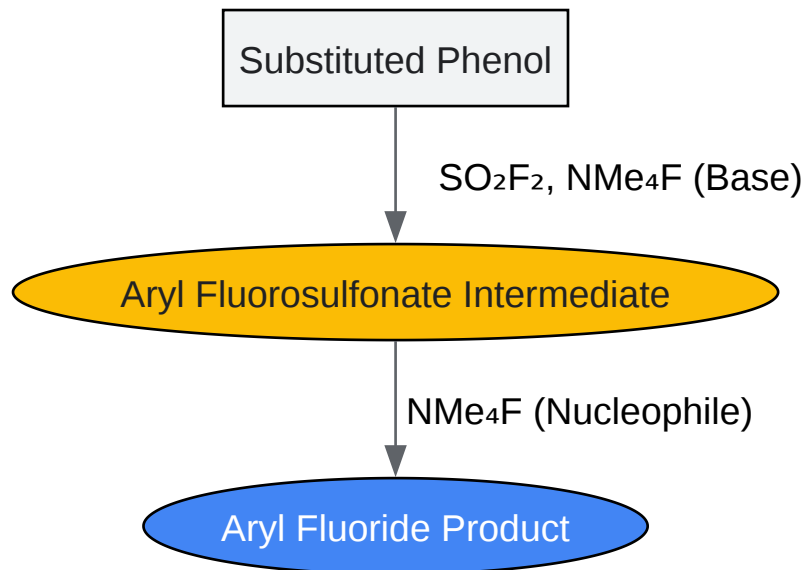 Substituted Phenol
SO₂F₂, NMe₄F (Base)
Aryl Fluorosulfonate Intermediate
NMe₄F (Nucleophile)
Aryl Fluoride Product